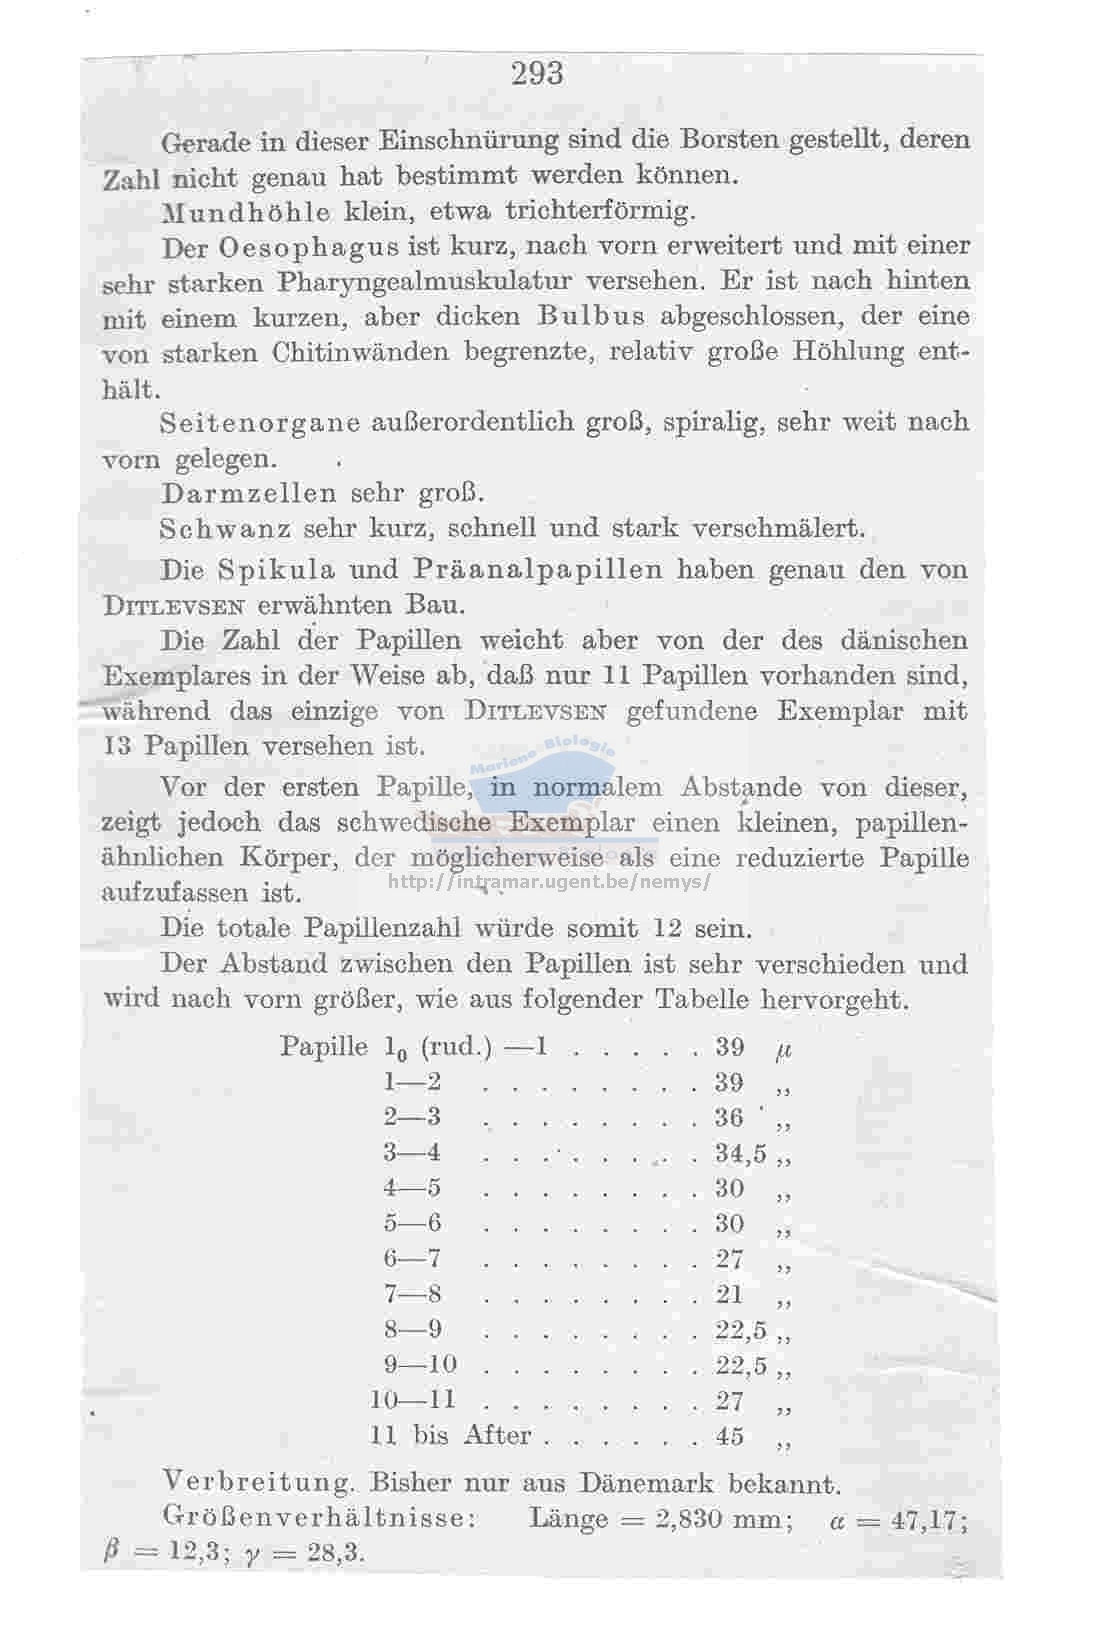 293
Gerade in dieser Einschnürung sind die Borsten gestellt, deren
Zahl nicht genau hat bestimmt werden können.
Mundhöhle klein, etwa trichterförmig.
Der Oesophagus ist kurz, nach vorn erweitert und mit einer
sehr starken Pharyngealmuskulatur versehen. Er ist nach hinten
mit einem kurzen, aber dicken Bulbus abgeschlossen, der eine
von starken Chitinwänden begrenzte, relativ große Höhlung ent-
hält.
Seitenorgane außerordentlich groß, spiralig, sehr weit nach
vorn gelegen.
Darmzellen sehr groß.
Schwanz sehr kurz, schnell und stark verschmälert.
Die Spikula und Präanalpapillen haben genau den von
DITLEVSEN erwähnten Bau.
Die Zahl der Papillen weicht aber von der des dänischen
Exemplares in der Weise ab, daß nur 11 Papillen vorhanden sind,
während das einzige von DITLEVSEN gefundene Exemplar mit
13 Papillen versehen ist.
Mariene Biologie
Vor der ersten Papille, in normalem Abstande von dieser,
zeigt jedoch das schwedische Exemplar einen kleinen, papillen-
ähnlichen Körper, der möglicherweise als eine reduzierte Papille
http://intramar.ugent.be/nemys/
aufzufassen ist.
Die totale Papillenzahl würde somit 12 sein.
Der Abstand zwischen den Papillen ist sehr verschieden und
wird nach vorn größer, wie aus folgender Tabelle hervorgeht.
Papille 1₀ (rud.) —1 . . . . . 39 μ
1—2 . . . . . . . . 39 „
2—3 . . . . . . . . 36 „
3—4 . . . . . . . . 34,5 „
4—5 . . . . . . . . 30 „
5—6 . . . . . . . . 30 „
6—7 . . . . . . . . 27 „
7—8 . . . . . . . . 21 „
8—9 . . . . . . . . 22,5 „
9—10 . . . . . . . . 22,5 „
10—11 . . . . . . . . 27 „
11 bis After . . . . . . 45 „
Verbreitung. Bisher nur aus Dänemark bekannt.
Größenverhältnisse: Länge = 2,830 mm; α = 47,17;
β = 12,3; γ = 28,3.